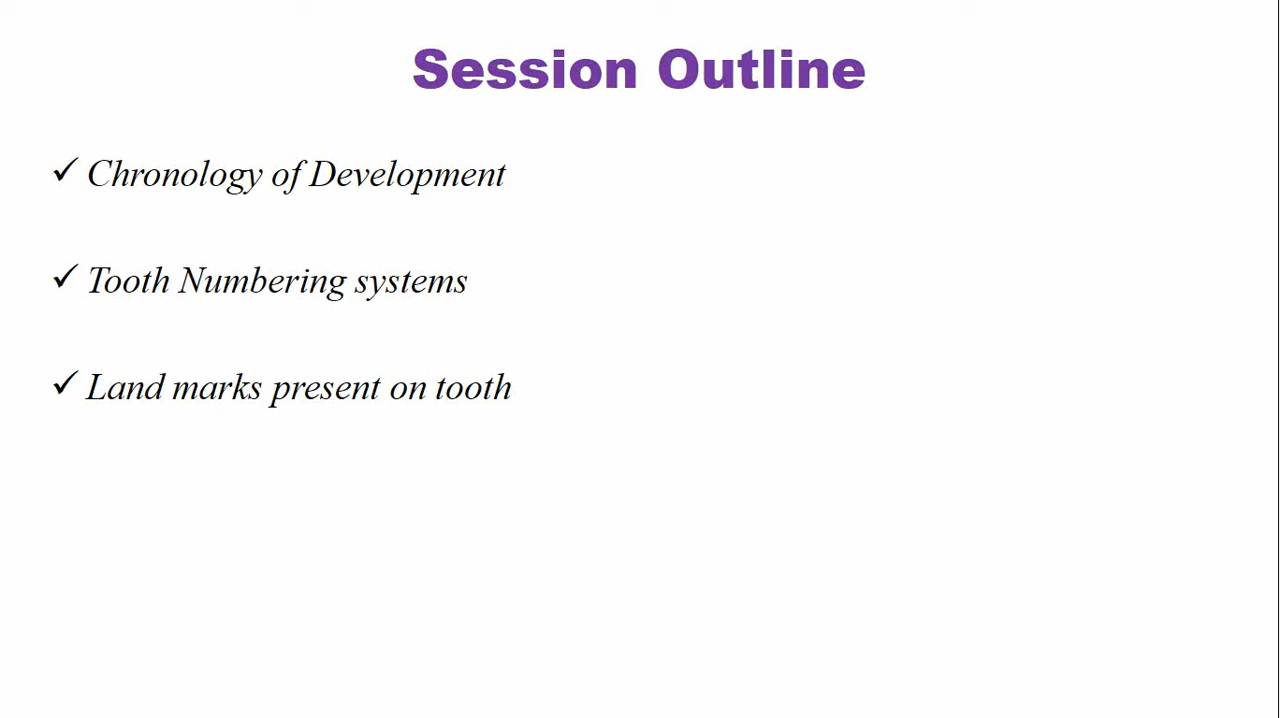 Session Outline
✓ Chronology of Development
✓ Tooth Numbering systems
✓ Land marks present on tooth